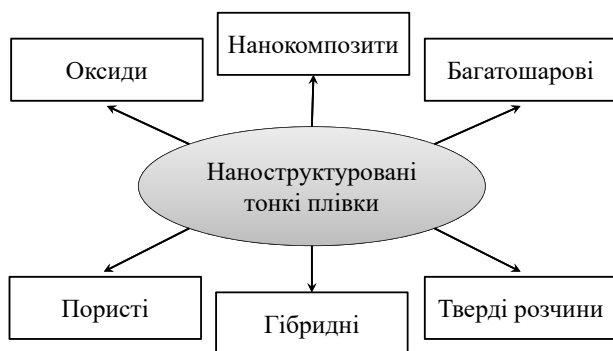 Нанокомпозити
Оксиди
Багатошарові
Наноструктуровані
тонкі плівки
Пористі
Гібридні
Тверді розчини